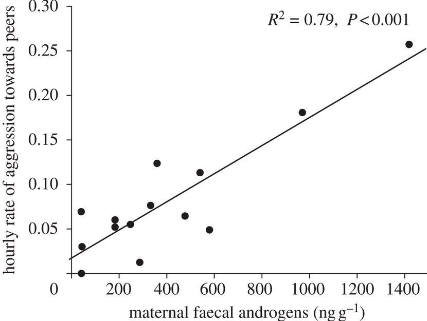 R² = 0.79, P < 0.001
hourly rate of aggression towards peers
0.30
0.25
0.20
0.15
0.10
0.05
0 200 400 600 800 1000 1200 1400
maternal faecal androgens (ng g⁻¹)